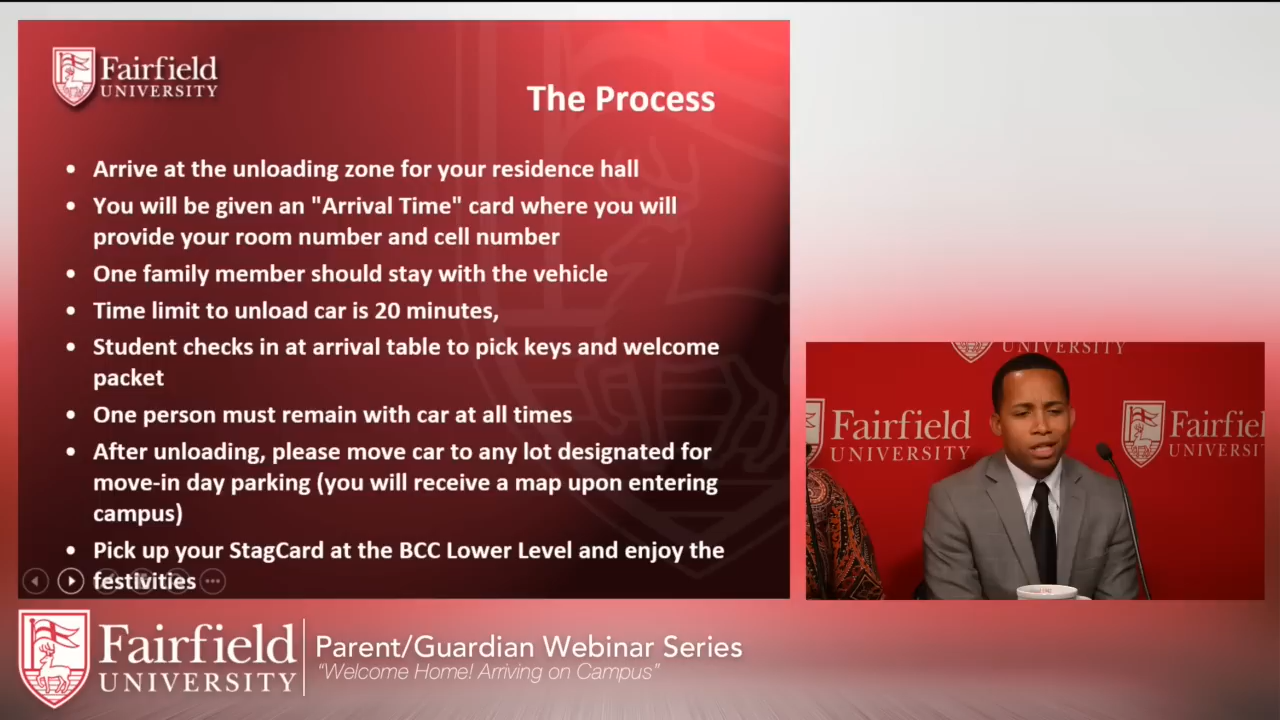 Fairfield
UNIVERSITY
The Process
• Arrive at the unloading zone for your residence hall
• You will be given an "Arrival Time" card where you will
provide your room number and cell number
• One family member should stay with the vehicle
• Time limit to unload car is 20 minutes,
• Student checks in at arrival table to pick keys and welcome
packet
• One person must remain with car at all times
• After unloading, please move car to any lot designated for
move-in day parking (you will receive a map upon entering
campus)
• Pick up your StagCard at the BCC Lower Level and enjoy the
festivities
UNIVERSITY
Fairfield
UNIVERSITY
Fairfiel
UNIVERSI
Fairfield
UNIVERSITY
Parent/Guardian Webinar Series
"Welcome Home! Arriving on Campus"